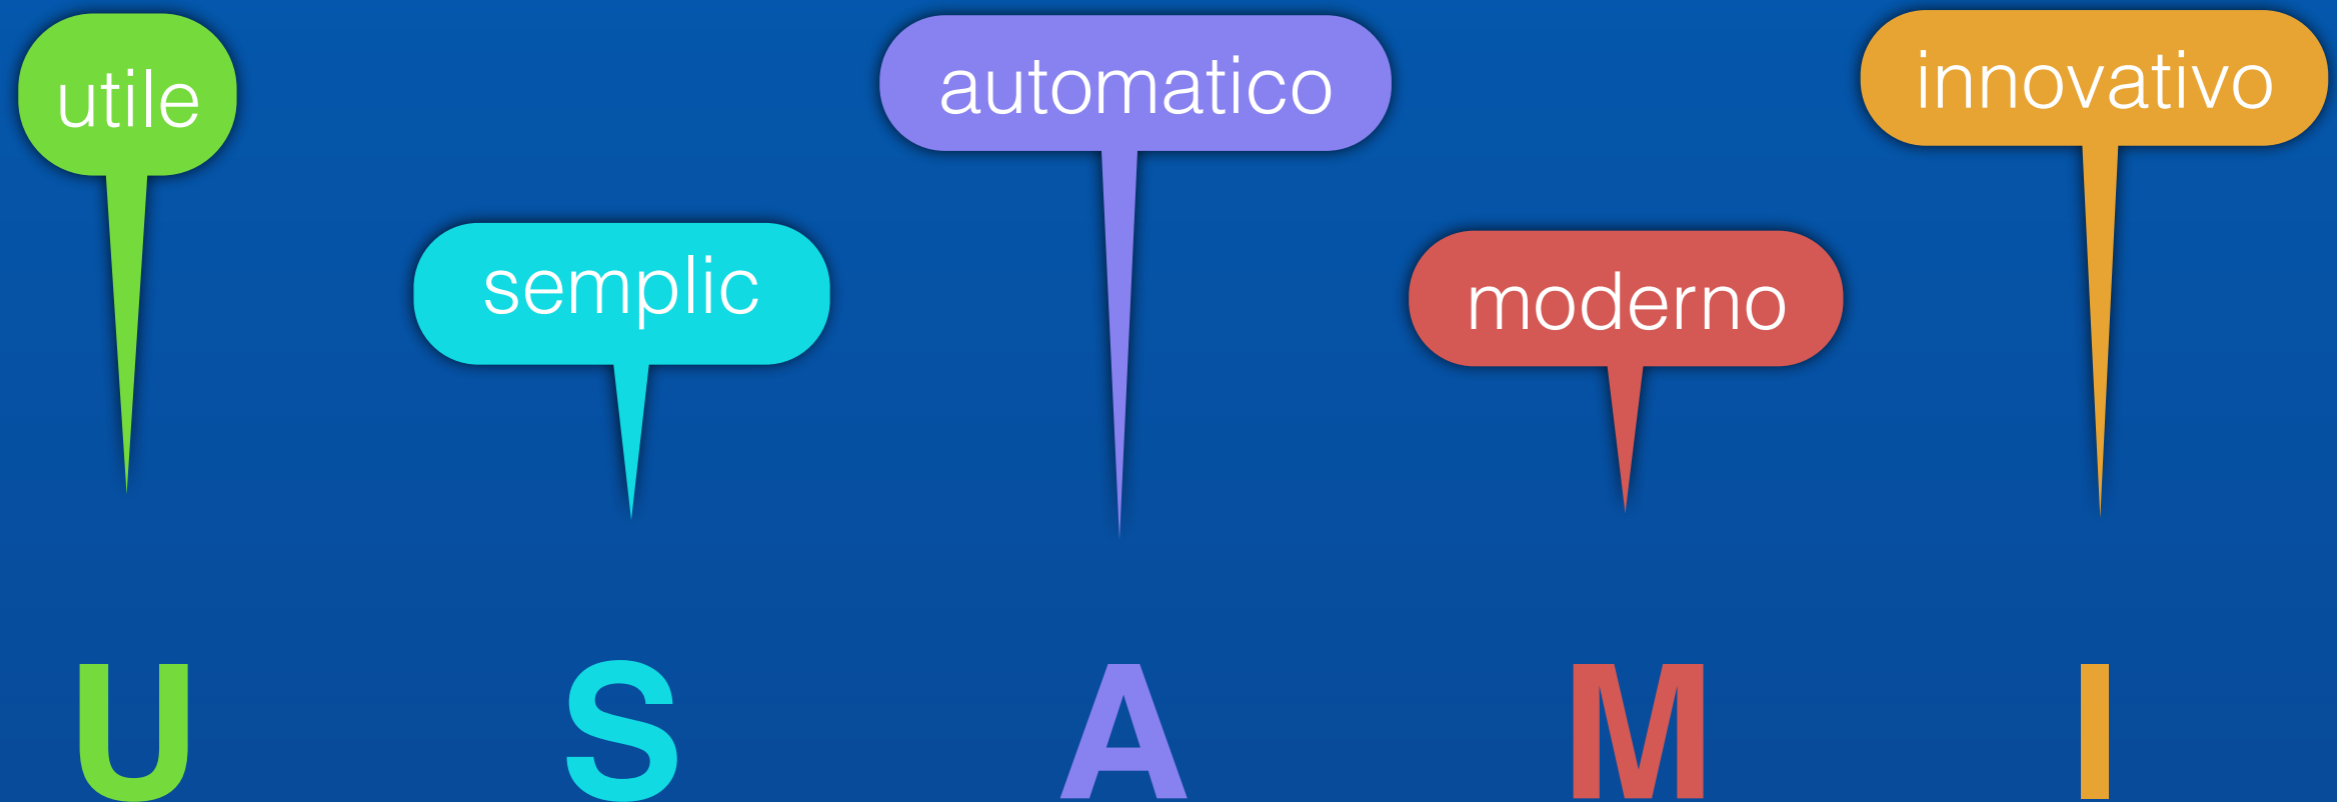 utile
semplic
automatico
moderno
innovativo
U S A M I